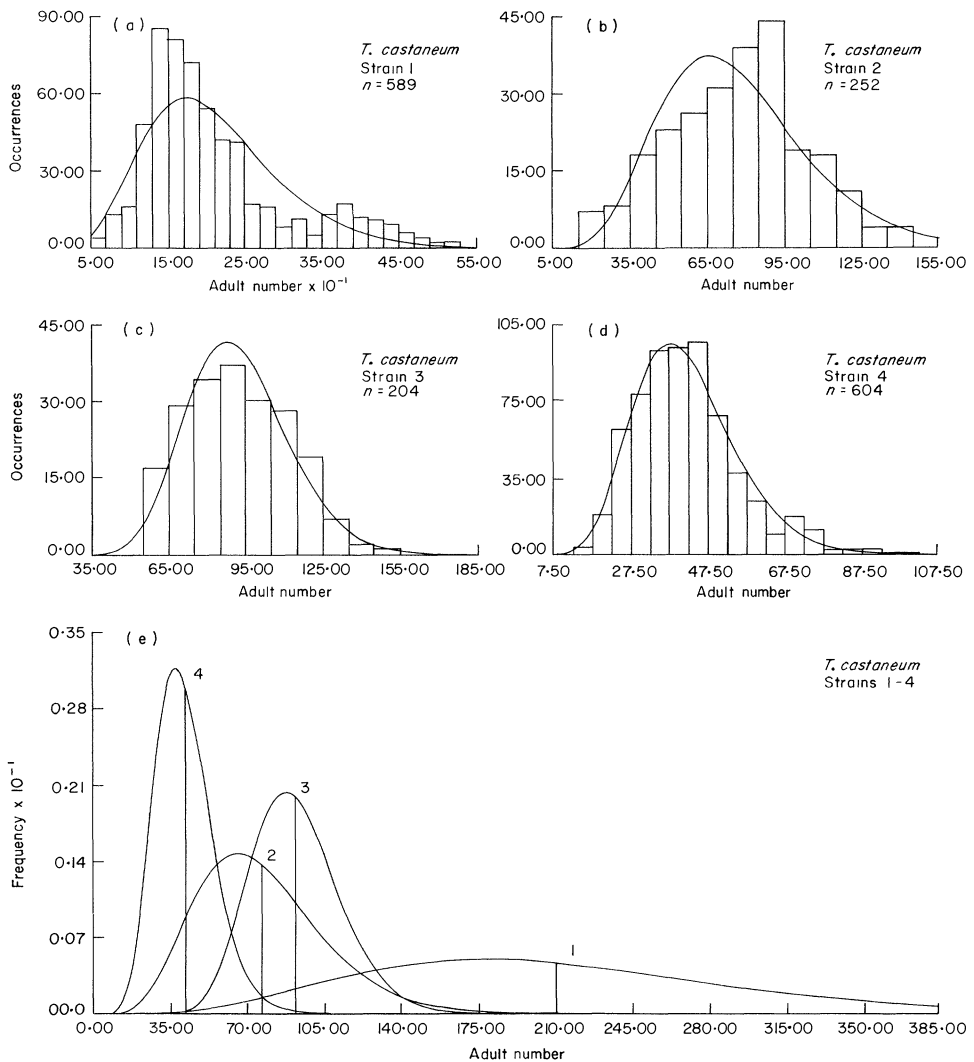 (a)
T. castaneum
Strain 1
n = 589
Occurrences
90·00
60·00
30·00
0·00
5·00 15·00 25·00 35·00 45·00 55·00
Adult number x 10⁻¹
(b)
T. castaneum
Strain 2
n = 252
45·00
30·00
15·00
0·00
5·00 35·00 65·00 95·00 125·00 155·00
Adult number
(c)
T. castaneum
Strain 3
n = 204
Occurrences
45·00
30·00
15·00
0·00
35·00 65·00 95·00 125·00 155·00 185·00
Adult number
(d)
T. castaneum
Strain 4
n = 604
105·00
75·00
35·00
0·00
7·50 27·50 47·50 67·50 87·50 107·50
Adult number
(e)
T. castaneum
Strains 1-4
Frequency x 10⁻¹
0·35
0·28
0·21
0·14
0·07
00·0
4
3
2
1
0·00 35·00 70·00 105·00 140·00 175·00 210·00 245·00 280·00 315·00 350·00 385·00
Adult number